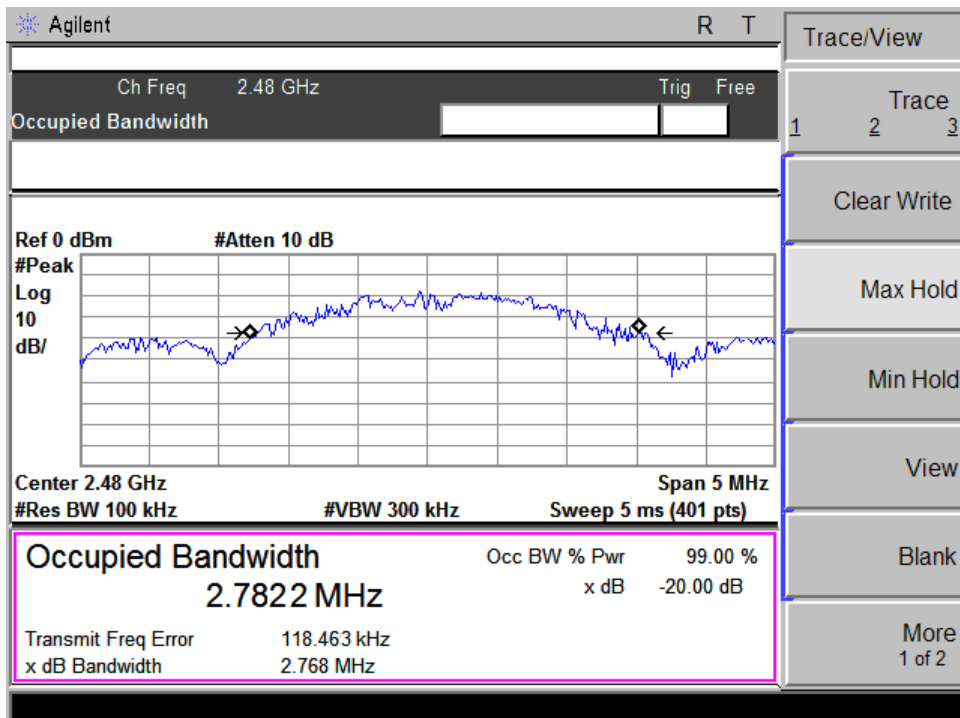 Agilent R T
Ch Freq 2.48 GHz Trig Free
Occupied Bandwidth
Ref 0 dBm #Atten 10 dB
#Peak
Log
10
dB/
Center 2.48 GHz Span 5 MHz
#Res BW 100 kHz #VBW 300 kHz Sweep 5 ms (401 pts)
Occupied Bandwidth Occ BW % Pwr 99.00 %
2.7822 MHz x dB -20.00 dB
Transmit Freq Error 118.463 kHz
x dB Bandwidth 2.768 MHz
Trace/View
Trace
1 2 3
Clear Write
Max Hold
Min Hold
View
Blank
More
1 of 2